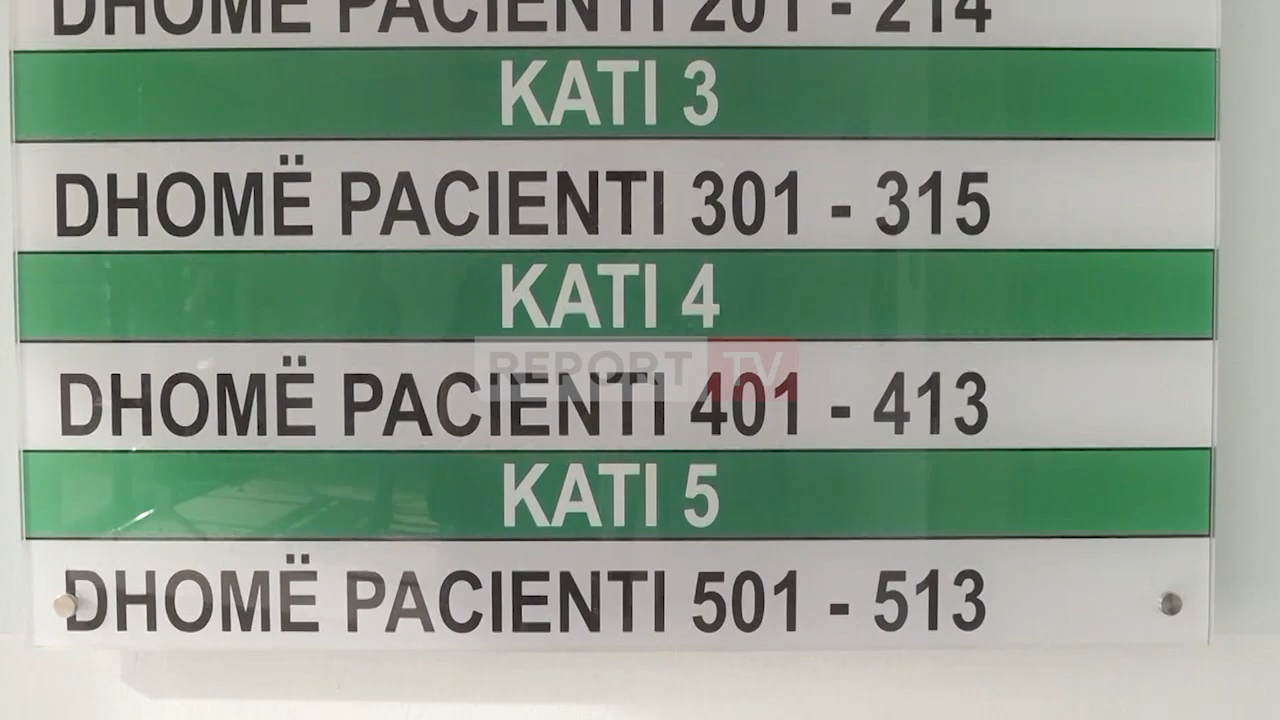 DHOMË PACIENTI 201 - 214
KATI 3
DHOMË PACIENTI 301 - 315
KATI 4
REPORT TV
DHOMË PACIENTI 401 - 413
KATI 5
DHOMË PACIENTI 501 - 513